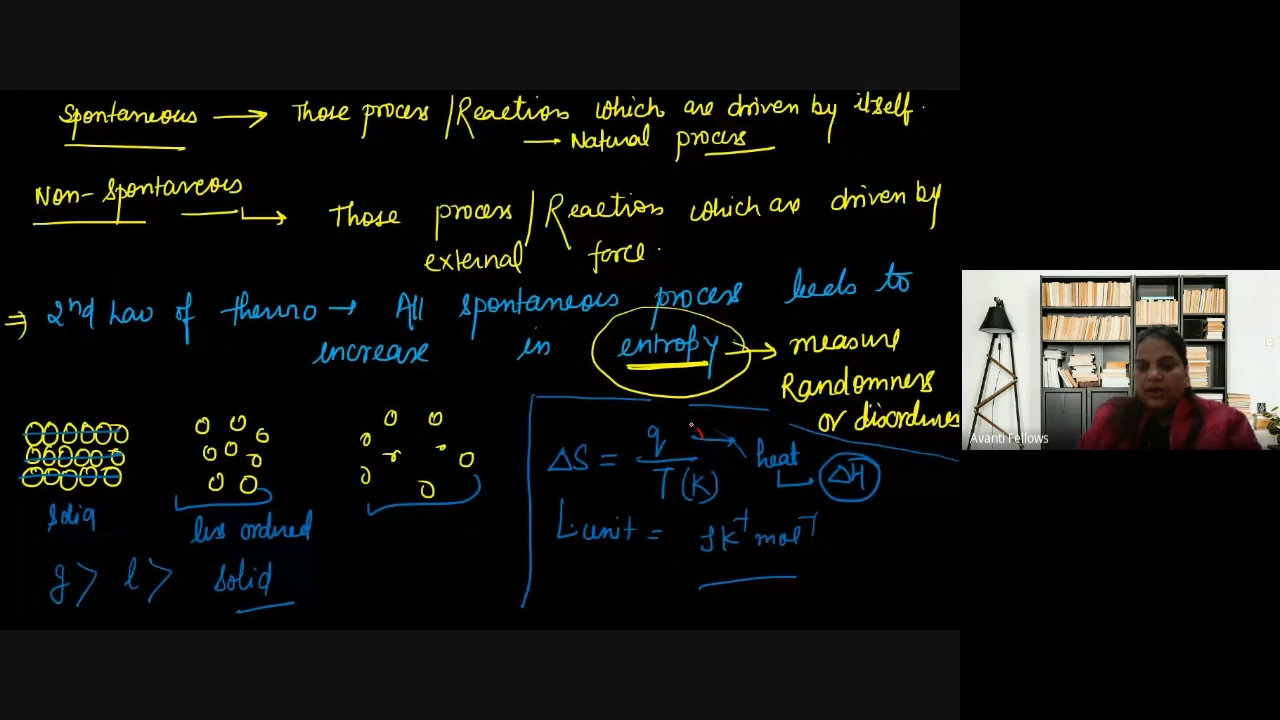 Spontaneous → Those process / Reaction which are driven by itself.
→ Natural process
Non-Spontaneous → Those process / Reaction which are driven by
external force.
⇒ 2nd Law of thermo → All spontaneous process leads to
increase in entropy → measure
Randomness
or disorderness
ΔS = q / T(K) → heat → ΔH
unit = J K⁻¹ mol⁻¹
solid
less ordered
g > l > solid
Avanti Fellows